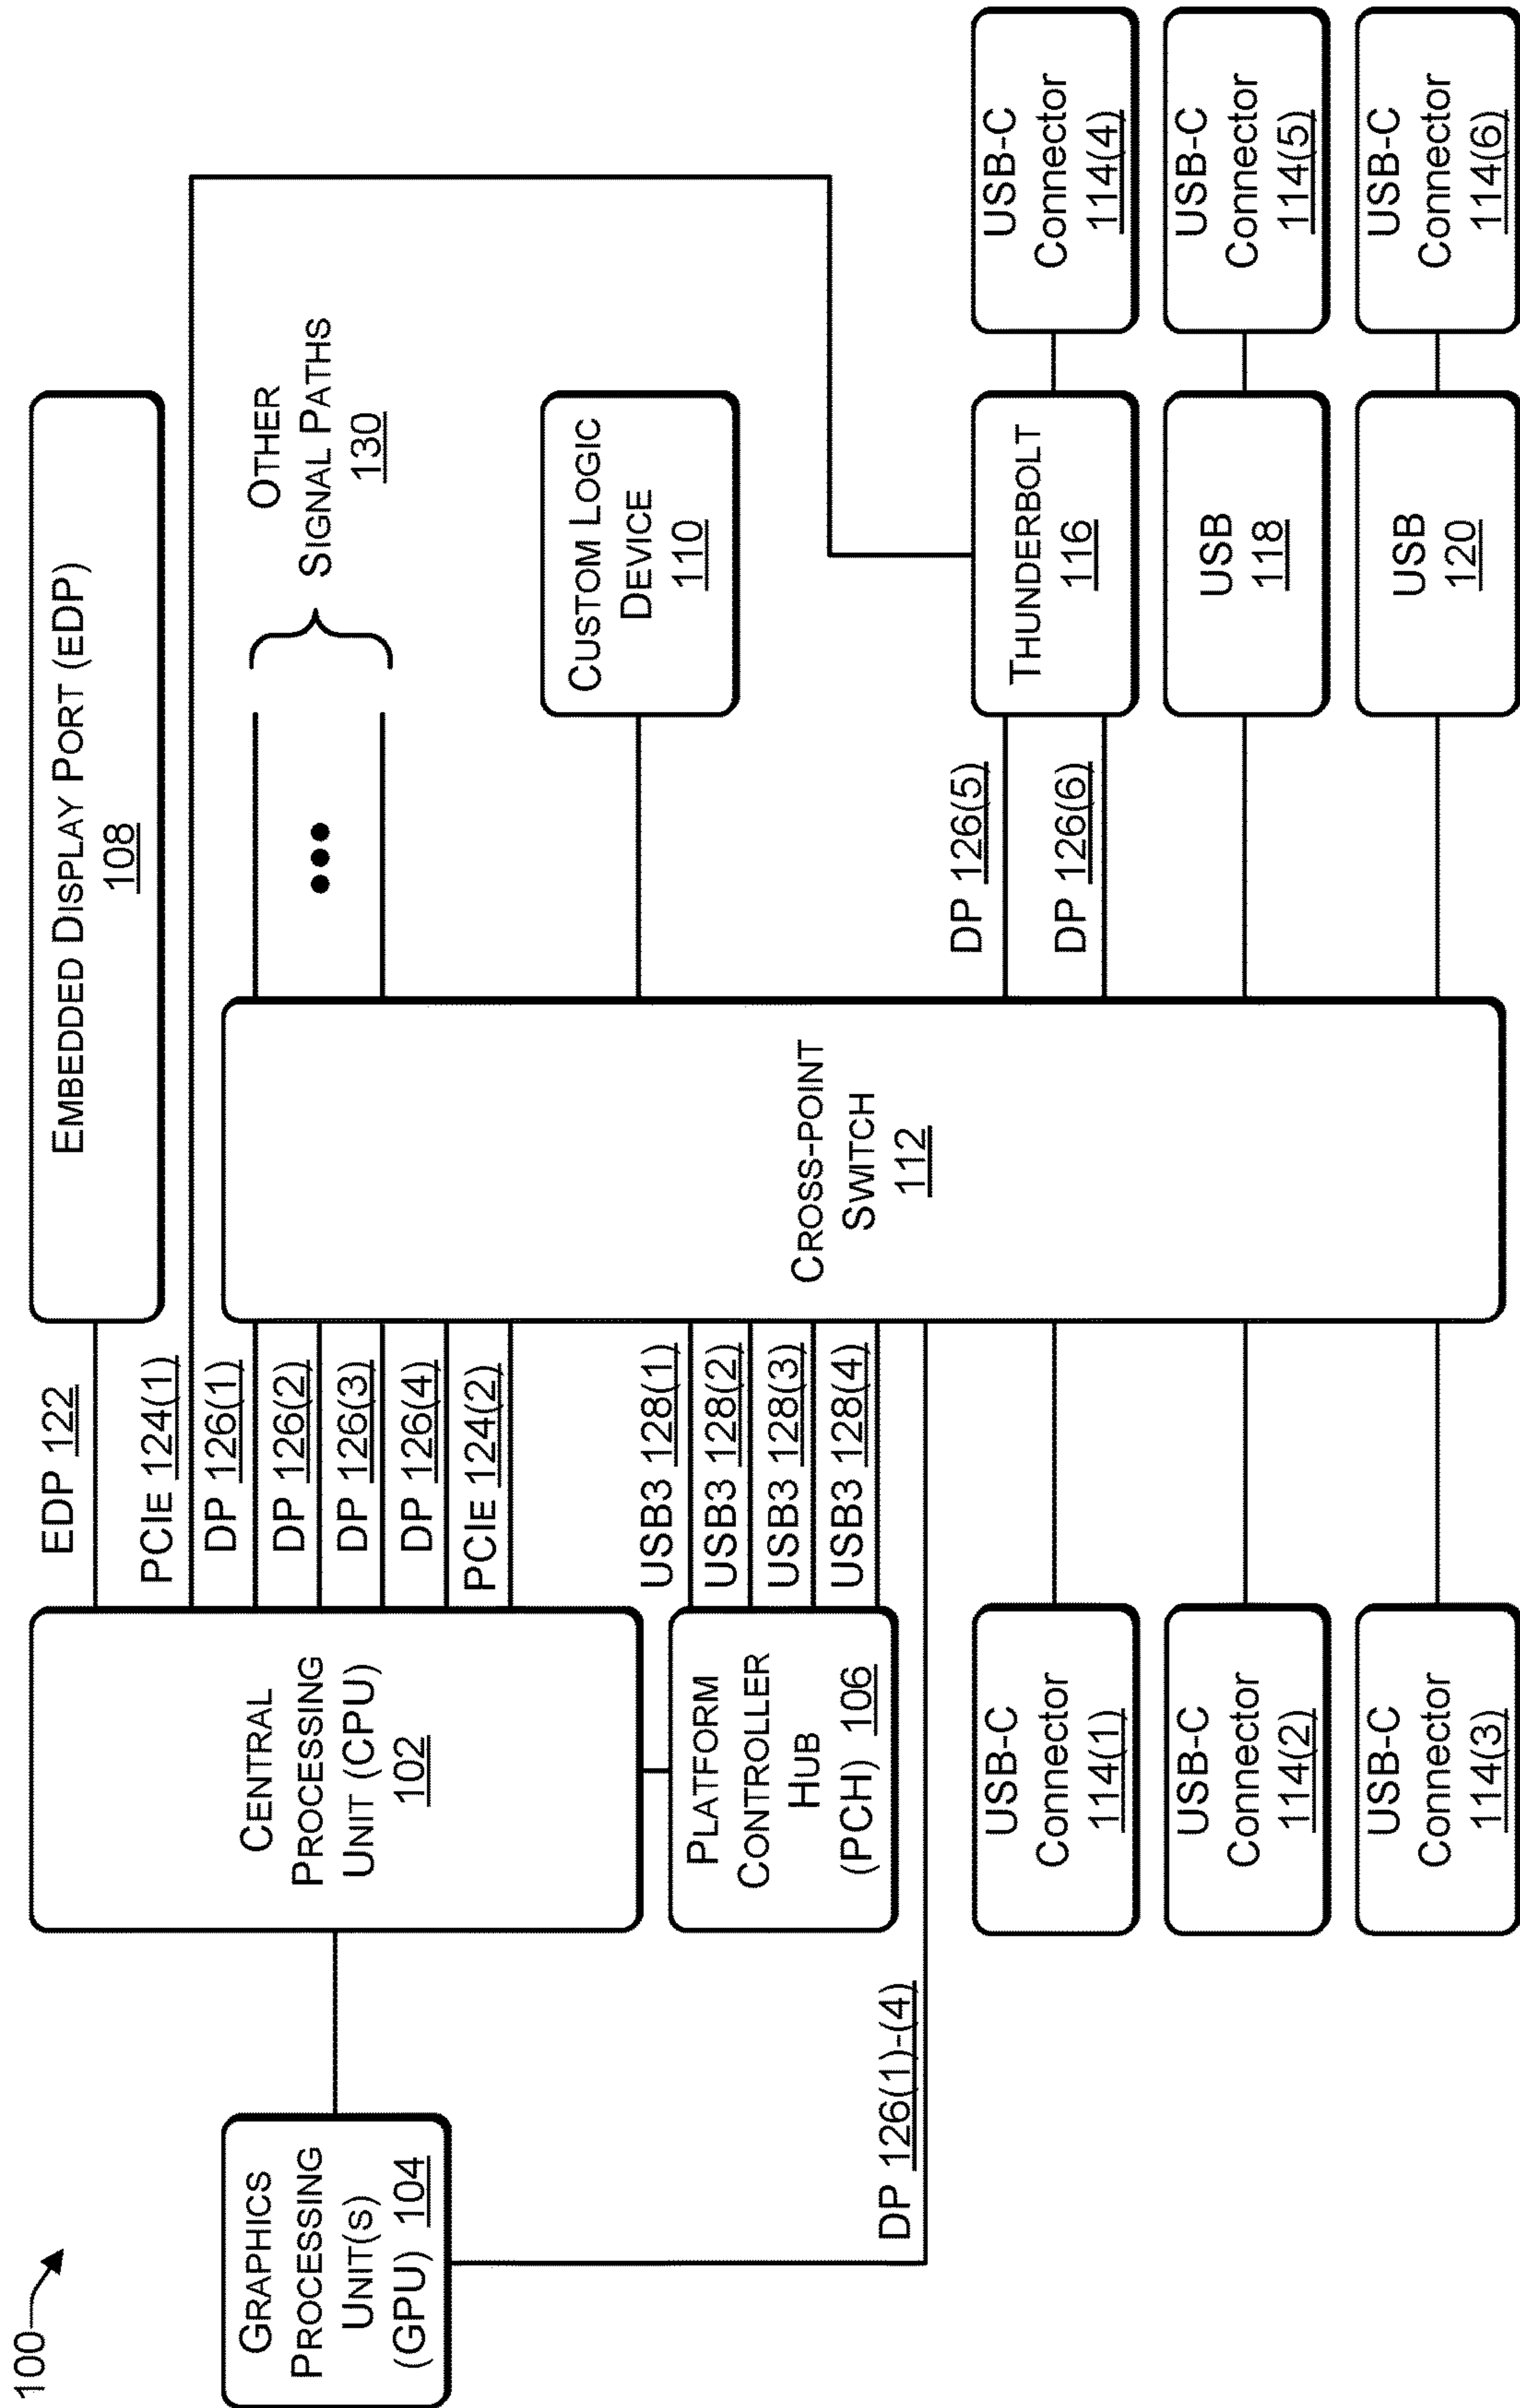 100
EMBEDDED DISPLAY PORT (EDP)
108
EDP 122
PCIE 124(1)
DP 126(1)
DP 126(2)
DP 126(3)
DP 126(4)
PCIE 124(2)
OTHER
SIGNAL PATHS
130
GRAPHICS
PROCESSING
UNIT(S)
(GPU) 104
CENTRAL
PROCESSING
UNIT (CPU)
102
PLATFORM
CONTROLLER
HUB
(PCH) 106
USB3 128(1)
USB3 128(2)
USB3 128(3)
USB3 128(4)
DP 126(1)-(4)
CROSS-POINT
SWITCH
112
CUSTOM LOGIC
DEVICE
110
DP 126(5)
DP 126(6)
THUNDERBOLT
116
USB
118
USB
120
USB-C
Connector
114(1)
USB-C
Connector
114(2)
USB-C
Connector
114(3)
USB-C
Connector
114(4)
USB-C
Connector
114(5)
USB-C
Connector
114(6)